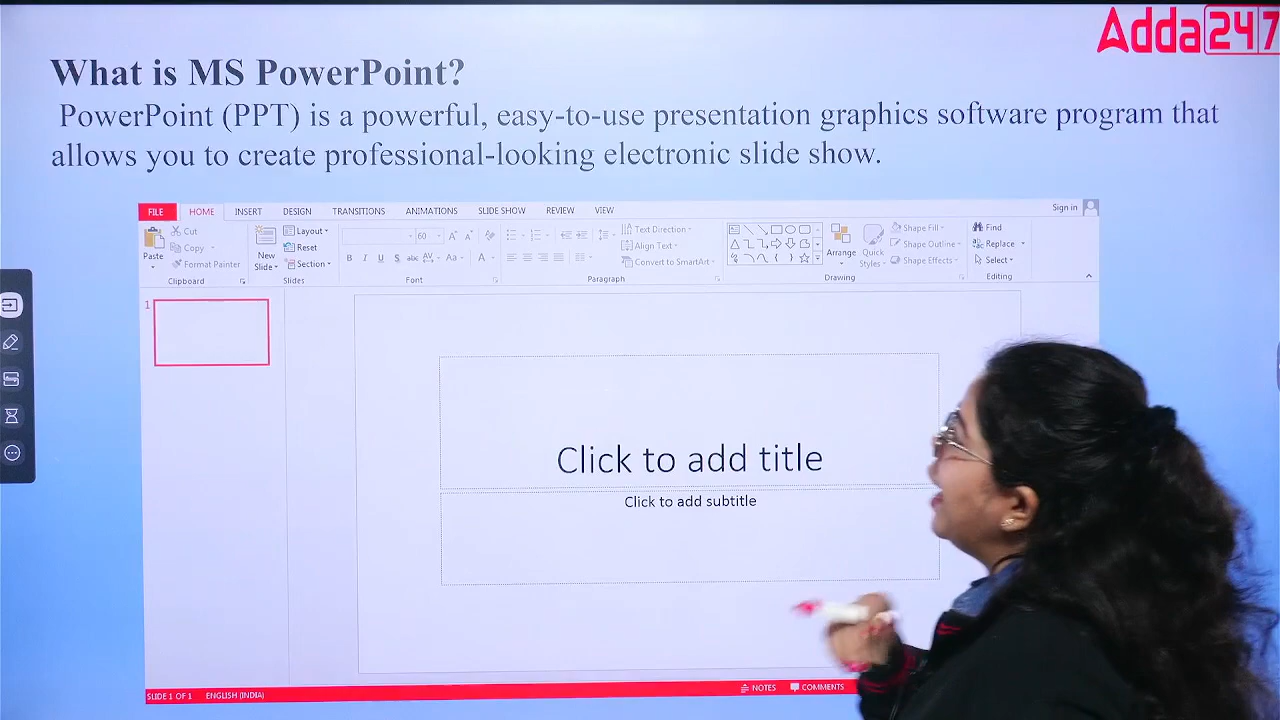 Adda247
What is MS PowerPoint?
PowerPoint (PPT) is a powerful, easy-to-use presentation graphics software program that
allows you to create professional-looking electronic slide show.
FILE HOME INSERT DESIGN TRANSITIONS ANIMATIONS SLIDE SHOW REVIEW VIEW Sign in
Paste
Cut
Copy
Format Painter
Clipboard
New
Slide
Layout
Reset
Section
Slides
60
B I U S abc AV Aa A
Font
Text Direction
Align Text
Convert to SmartArt
Paragraph
Arrange
Quick
Styles
Shape Fill
Shape Outline
Shape Effects
Drawing
Find
Replace
Select
Editing
1
Click to add title
Click to add subtitle
SLIDE 1 OF 1 ENGLISH (INDIA) NOTES COMMENTS